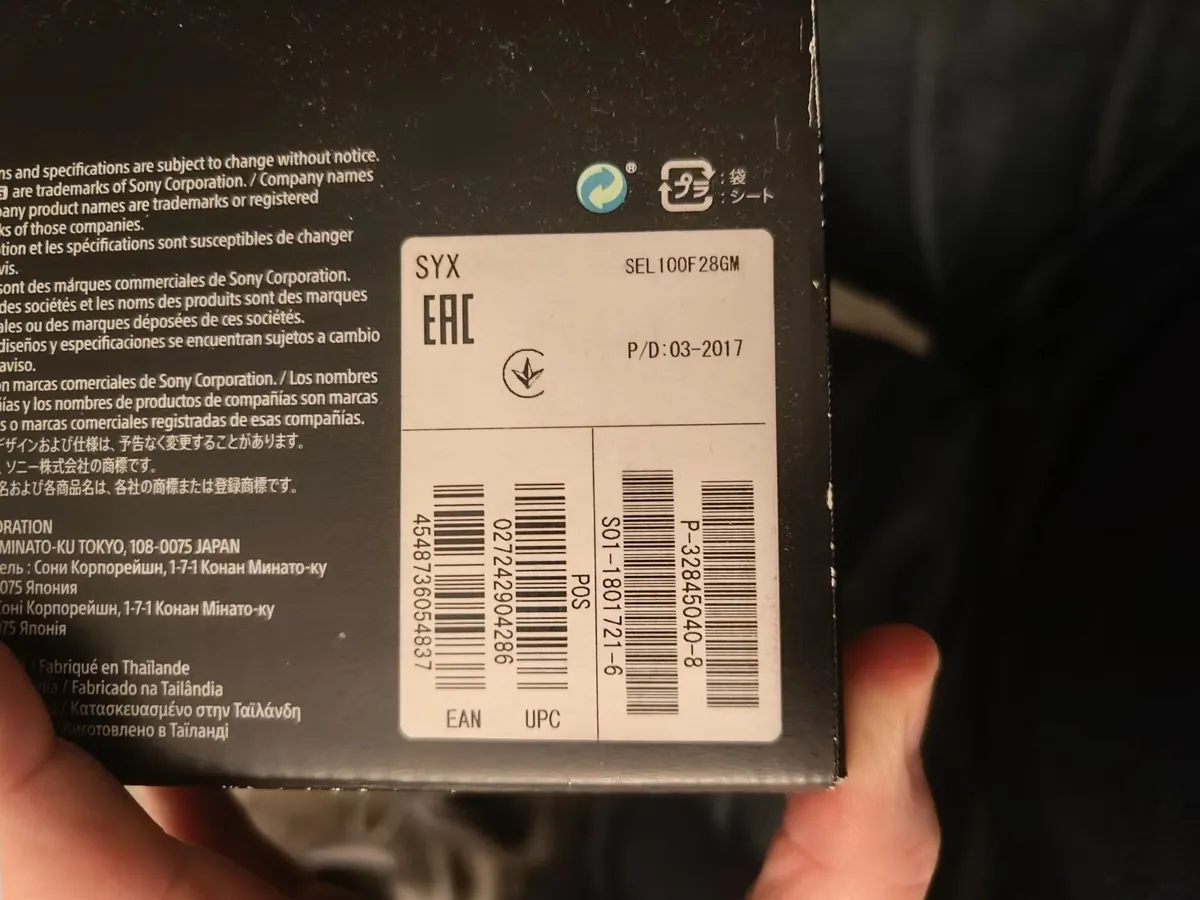 ns and specifications are subject to change without notice.
are trademarks of Sony Corporation. / Company names
pany product names are trademarks or registered
ks of those companies.
tion et les spécifications sont susceptibles de changer
vis.
sont des marques commerciales de Sony Corporation.
des sociétés et les noms des produits sont des marques
ales ou des marques déposées de ces sociétés.
diseños y especificaciones se encuentran sujetos a cambio
aviso.
on marcas comerciales de Sony Corporation. / Los nombres
ías y los nombres de productos de compañías son marcas
s o marcas comerciales registradas de esas compañías.
デザインおよび仕様は、予告なく変更することがあります。
、ソニー株式会社の商標です。
名および各商品名は、各社の商標または登録商標です。
ORATION
MINATO-KU TOKYO, 108-0075 JAPAN
ель : Сони Корпорейшн, 1-7-1 Конан Минато-ку
075 Япония
Соні Корпорейшн, 1-7-1 Конан Мінато-ку
75 Японія
/ Fabriqué en Thaïlande
/ Fabricado na Tailândia
/ Κατασκευασμένο στην Ταϊλάνδη
Виготовлено в Таїланді
®
プラ : 袋
: シート
SYX
SEL100F28GM
EAC
P/D:03-2017
4548736054837
EAN
027242904286
UPC
POS
S01-1801721-6
P-32845040-8